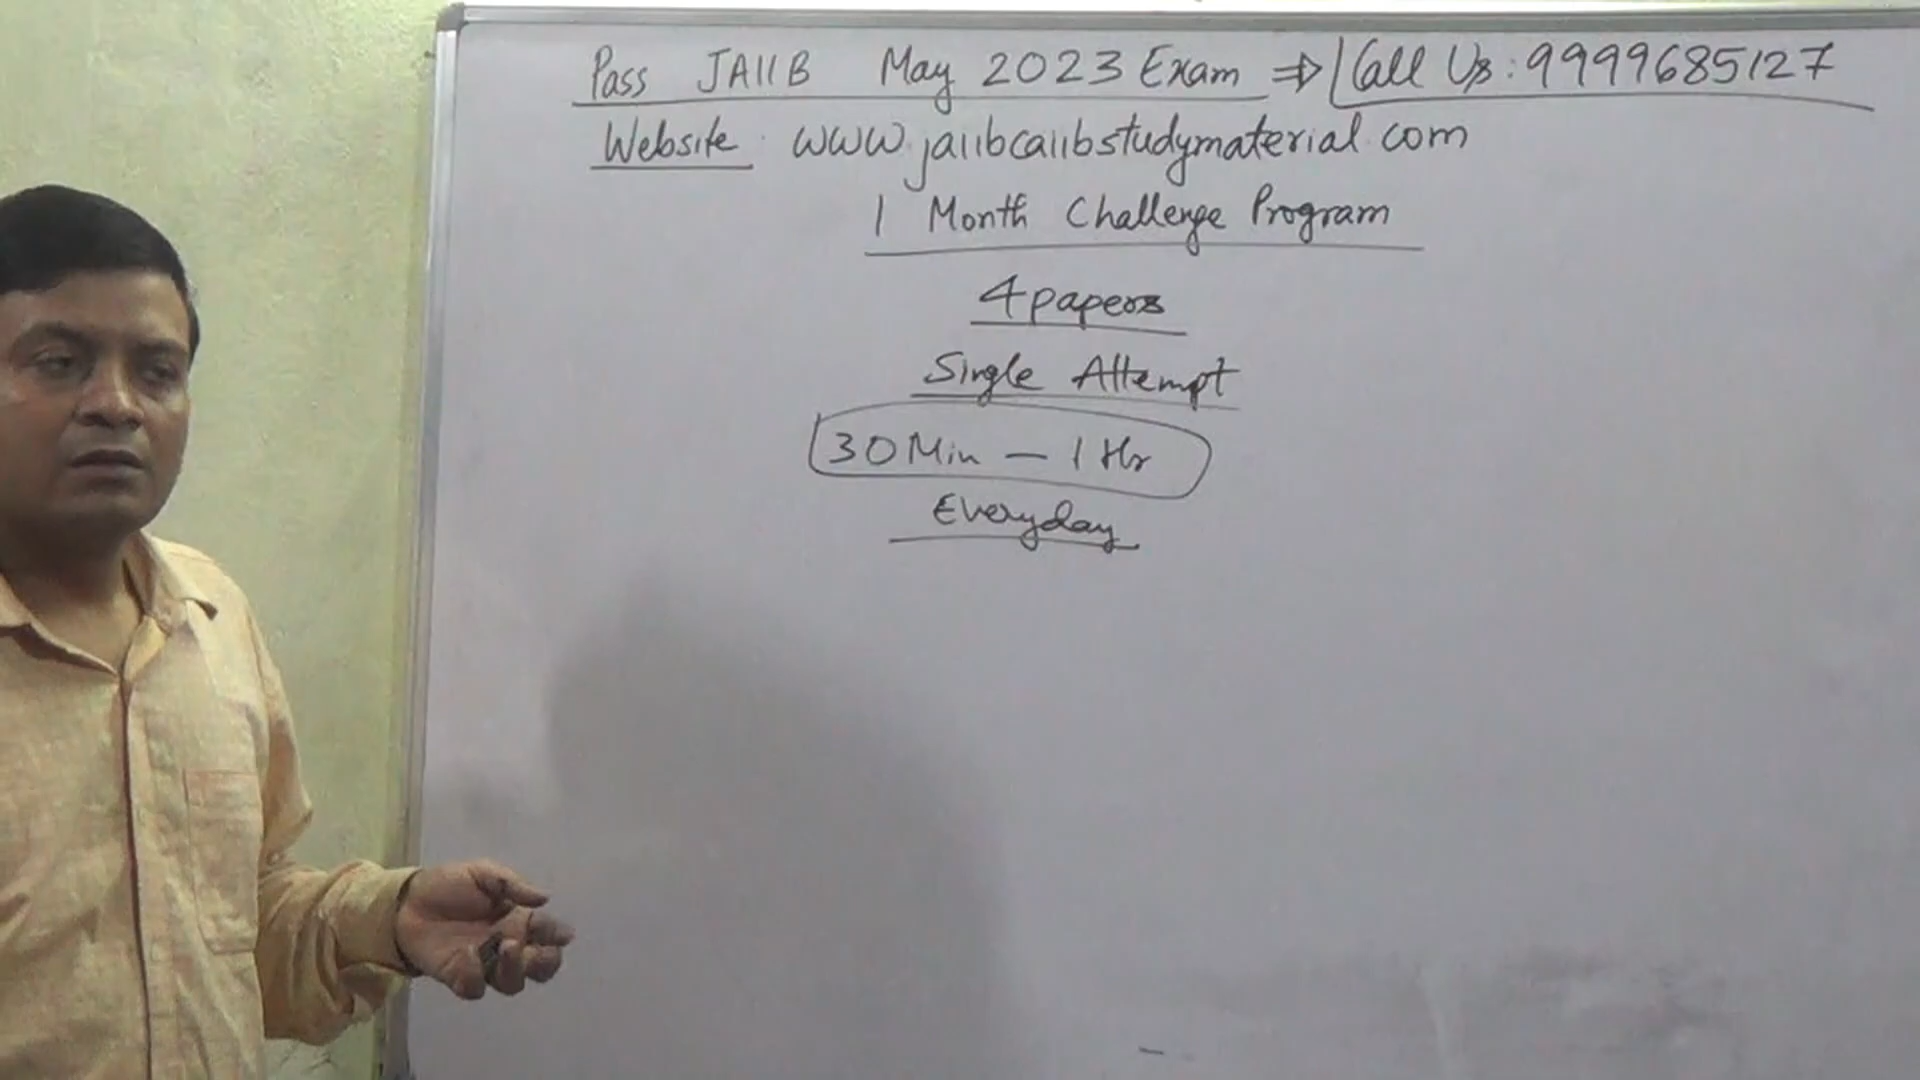 Pass JAIIB May 2023 Exam ⇒ Call Us: 9999685127
Website: www.jaiibcaiibstudymaterial.com
1 Month Challenge Program
4 papers
Single Attempt
30 Min – 1 Hr
Everyday